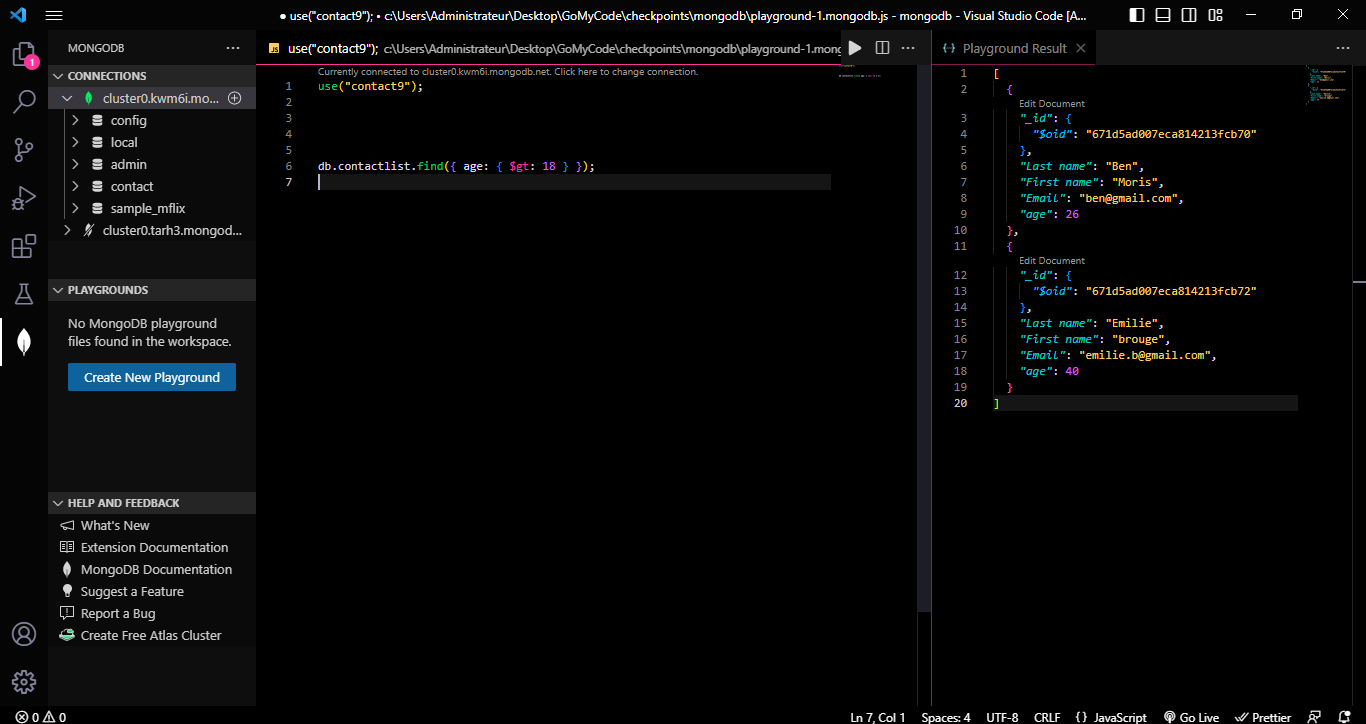 ● use("contact9"); • c:\Users\Administrateur\Desktop\GoMyCode\checkpoints\mongodb\playground-1.mongodb.js - mongodb - Visual Studio Code [A...
1
MONGODB
CONNECTIONS
cluster0.kwm6i.mo...
config
local
admin
contact
sample_mflix
cluster0.tarh3.mongod...
PLAYGROUNDS
No MongoDB playground
files found in the workspace.
Create New Playground
HELP AND FEEDBACK
What's New
Extension Documentation
MongoDB Documentation
Suggest a Feature
Report a Bug
Create Free Atlas Cluster
JS use("contact9"); c:\Users\Administrateur\Desktop\GoMyCode\checkpoints\mongodb\playground-1.mong
Currently connected to cluster0.kwm6i.mongodb.net. Click here to change connection.
1 use("contact9");
2
3
4
5
6 db.contactlist.find({ age: { $gt: 18 } });
7
Playground Result
1 [
2 {
Edit Document
3 "_id": {
4 "$oid": "671d5ad007eca814213fcb70"
5 },
6 "Last name": "Ben",
7 "First name": "Moris",
8 "Email": "ben@gmail.com",
9 "age": 26
10 },
11 {
Edit Document
12 "_id": {
13 "$oid": "671d5ad007eca814213fcb72"
14 },
15 "Last name": "Emilie",
16 "First name": "brouge",
17 "Email": "emilie.b@gmail.com",
18 "age": 40
19 }
20 ]
0 0 Ln 7, Col 1 Spaces: 4 UTF-8 CRLF {} JavaScript Go Live Prettier